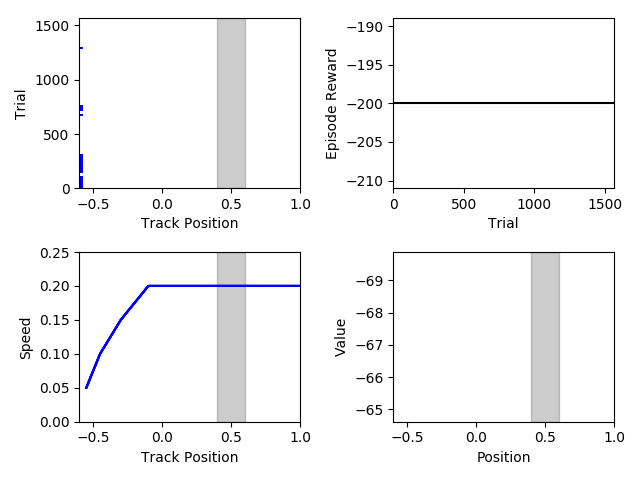 1500
1000
500
0
Trial
−0.5 0.0 0.5 1.0
Track Position
−190
−195
−200
−205
−210
Episode Reward
0 500 1000 1500
Trial
0.25
0.20
0.15
0.10
0.05
0.00
Speed
−0.5 0.0 0.5 1.0
Track Position
−69
−68
−67
−66
−65
Value
−0.5 0.0 0.5 1.0
Position